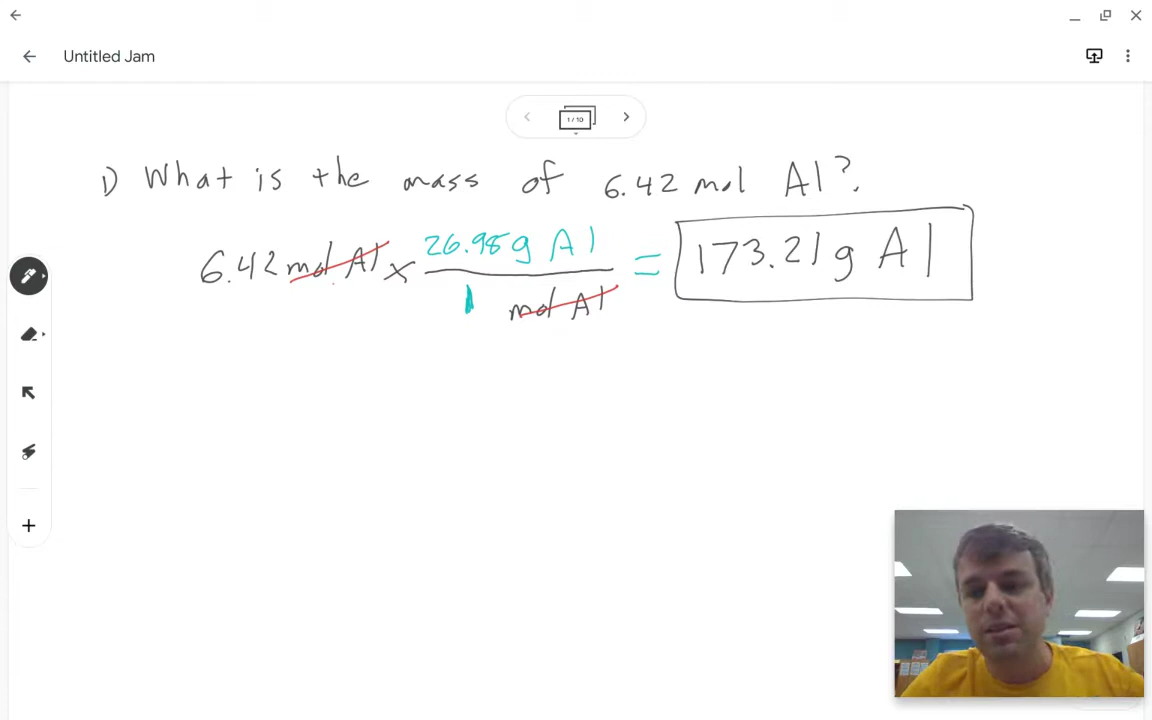 Untitled Jam
1 / 10
1) What is the mass of 6.42 mol Al?
6.42 mol Al x 26.98 g Al = 173.21 g Al
1 mol Al